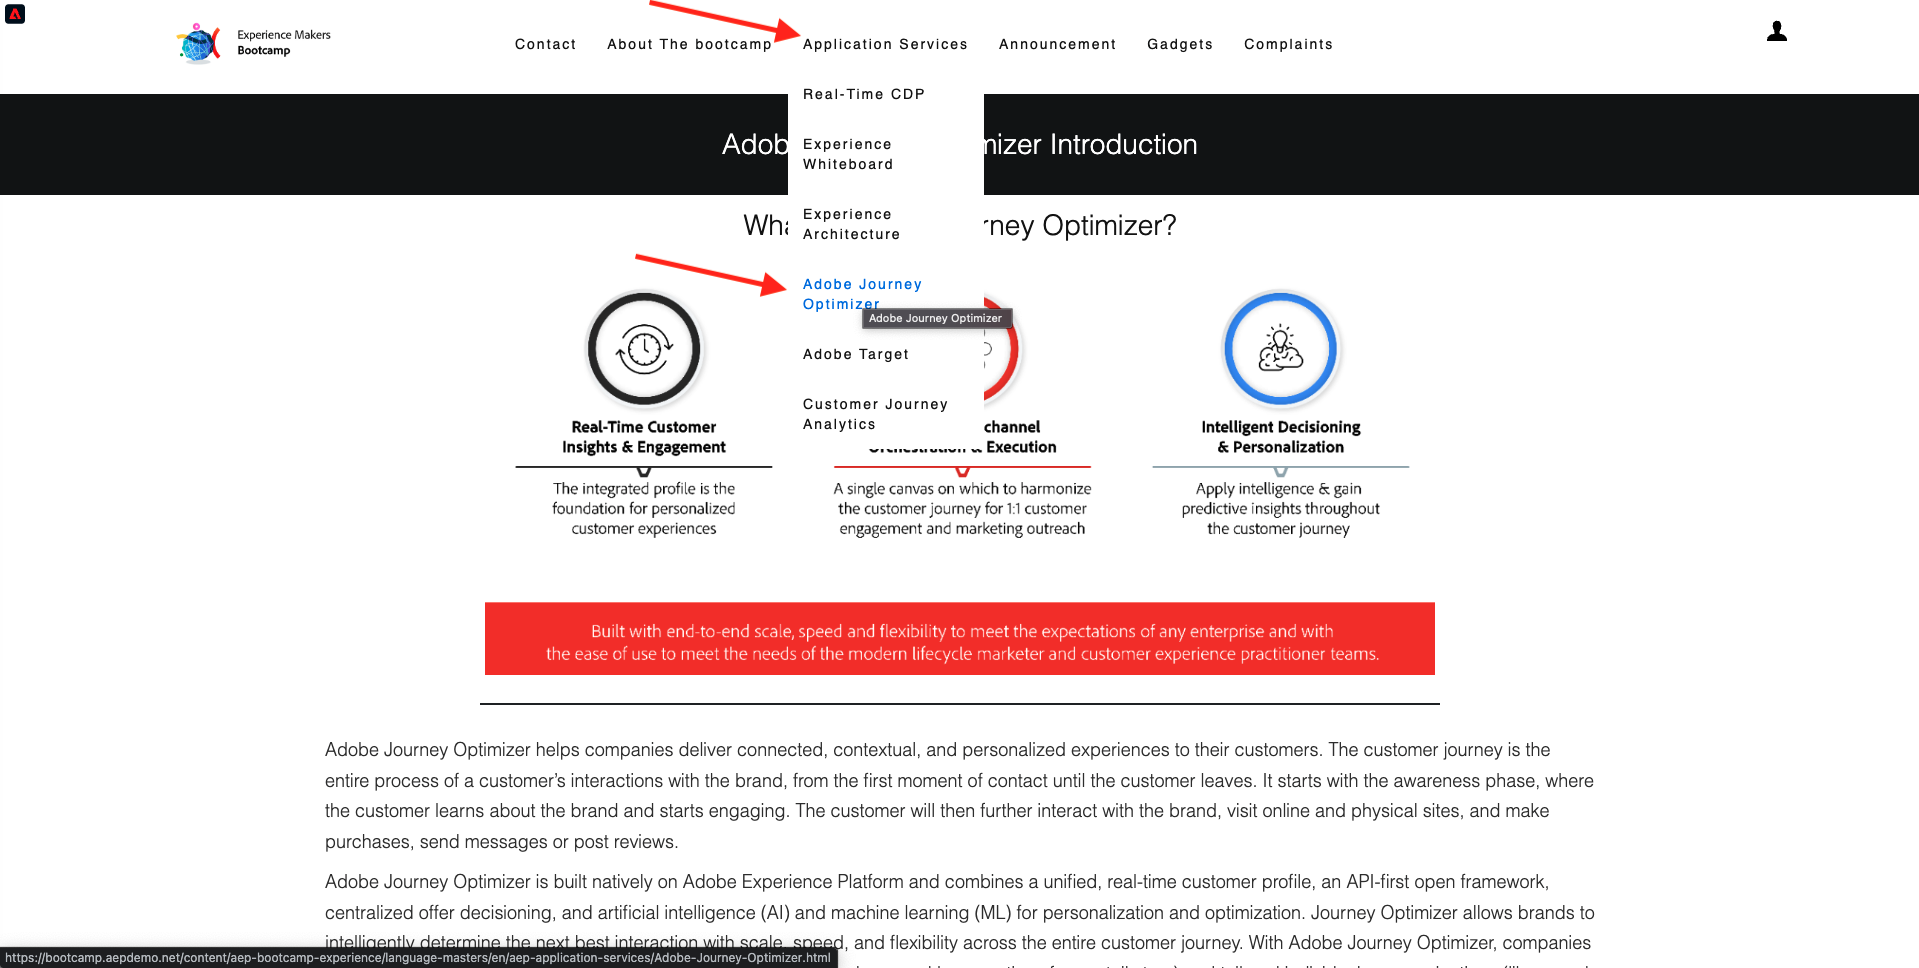 Experience Makers
Bootcamp
Contact About The bootcamp Application Services Announcement Gadgets Complaints
Real-Time CDP
Experience
Whiteboard
Experience
Architecture
Adobe Journey
Optimizer
Adobe Journey Optimizer
Adobe Target
Customer Journey
Analytics
Introduction
Optimizer?
Real-Time Customer
Insights & Engagement
The integrated profile is the
foundation for personalized
customer experiences
channel
Orchestration & Execution
A single canvas on which to harmonize
the customer journey for 1:1 customer
engagement and marketing outreach
Intelligent Decisioning
& Personalization
Apply intelligence & gain
predictive insights throughout
the customer journey
Built with end-to-end scale, speed and flexibility to meet the expectations of any enterprise and with
the ease of use to meet the needs of the modern lifecycle marketer and customer experience practitioner teams.
Adobe Journey Optimizer helps companies deliver connected, contextual, and personalized experiences to their customers. The customer journey is the
entire process of a customer's interactions with the brand, from the first moment of contact until the customer leaves. It starts with the awareness phase, where
the customer learns about the brand and starts engaging. The customer will then further interact with the brand, visit online and physical sites, and make
purchases, send messages or post reviews.
Adobe Journey Optimizer is built natively on Adobe Experience Platform and combines a unified, real-time customer profile, an API-first open framework,
centralized offer decisioning, and artificial intelligence (AI) and machine learning (ML) for personalization and optimization. Journey Optimizer allows brands to
intelligently determine the next best interaction with scale, speed, and flexibility across the entire customer journey. With Adobe Journey Optimizer, companies
https://bootcamp.aepdemo.net/content/aep-bootcamp-experience/language-masters/en/aep-application-services/Adobe-Journey-Optimizer.html